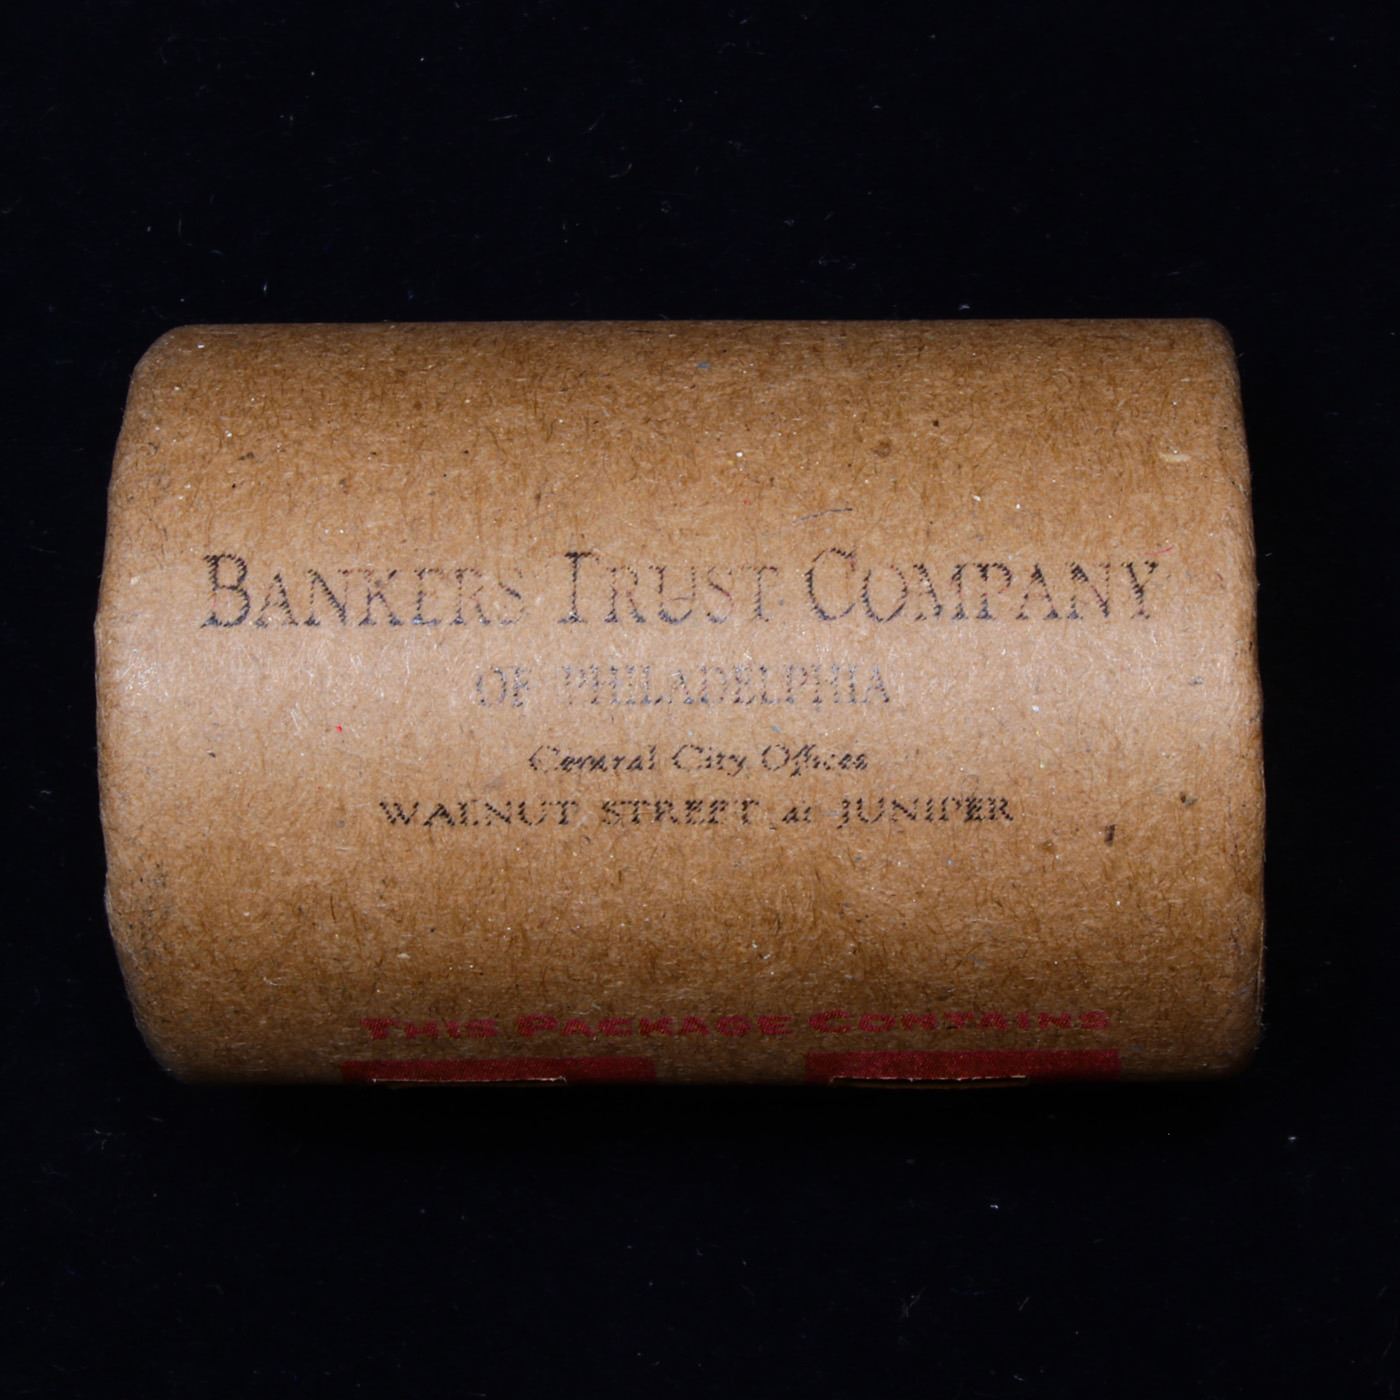 BANKERS TRUST COMPANY
OF PHILADELPHIA
Central City Offices
WALNUT STREET at JUNIPER
THIS PACKAGE CONTAINS